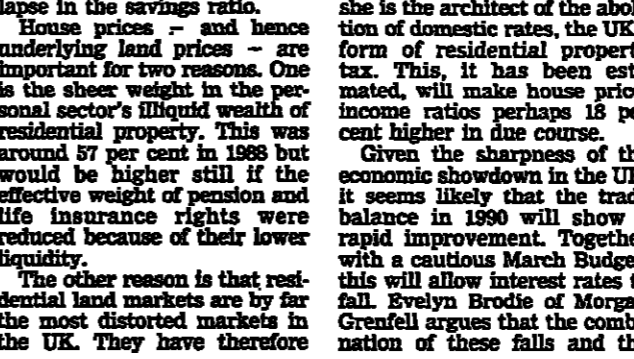 lapse in the savings ratio.
House prices – and hence
underlying land prices – are
important for two reasons. One
is the sheer weight in the per-
sonal sector's illiquid wealth of
residential property. This was
around 57 per cent in 1988 but
would be higher still if the
effective weight of pension and
life insurance rights were
reduced because of their lower
liquidity.
The other reason is that resi-
dential land markets are by far
the most distorted markets in
the UK. They have therefore
she is the architect of the abol
tion of domestic rates, the UK
form of residential propert
tax. This, it has been est
mated, will make house pric
income ratios perhaps 18 pe
cent higher in due course.
Given the sharpness of th
economic showdown in the UK
it seems likely that the trad
balance in 1990 will show
rapid improvement. Togethe
with a cautious March Budge
this will allow interest rates t
fall. Evelyn Brodie of Morga
Grenfell argues that the comb
nation of these falls and th